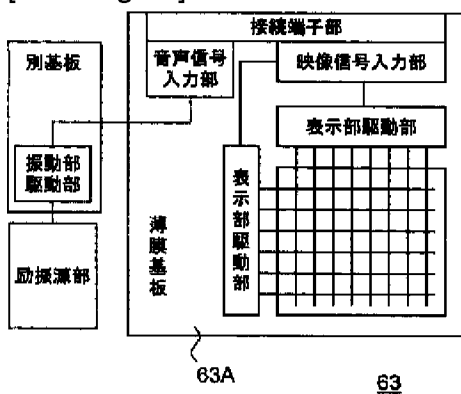 接続端子部
別基板
音声信号
入力部
映像信号入力部
表示部駆動部
振動部
駆動部
表示部駆動部
薄膜基板
励振源部
63A
63